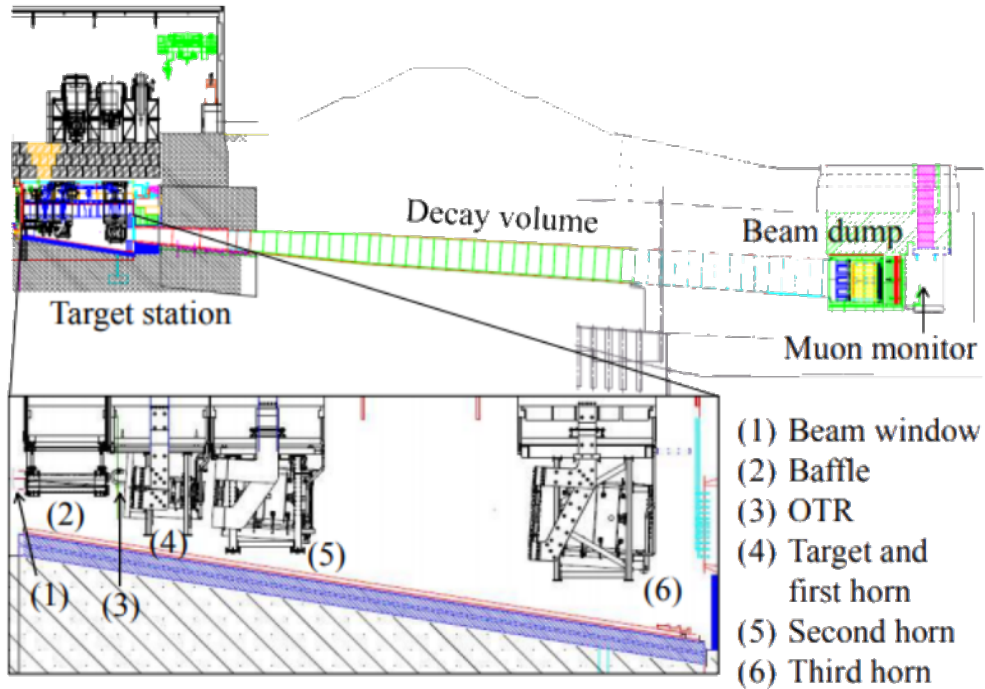 Decay volume
Beam dump
Target station
Muon monitor
(2)
(4)
(5)
(1)
(3)
(6)
(1) Beam window
(2) Baffle
(3) OTR
(4) Target and
first horn
(5) Second horn
(6) Third horn